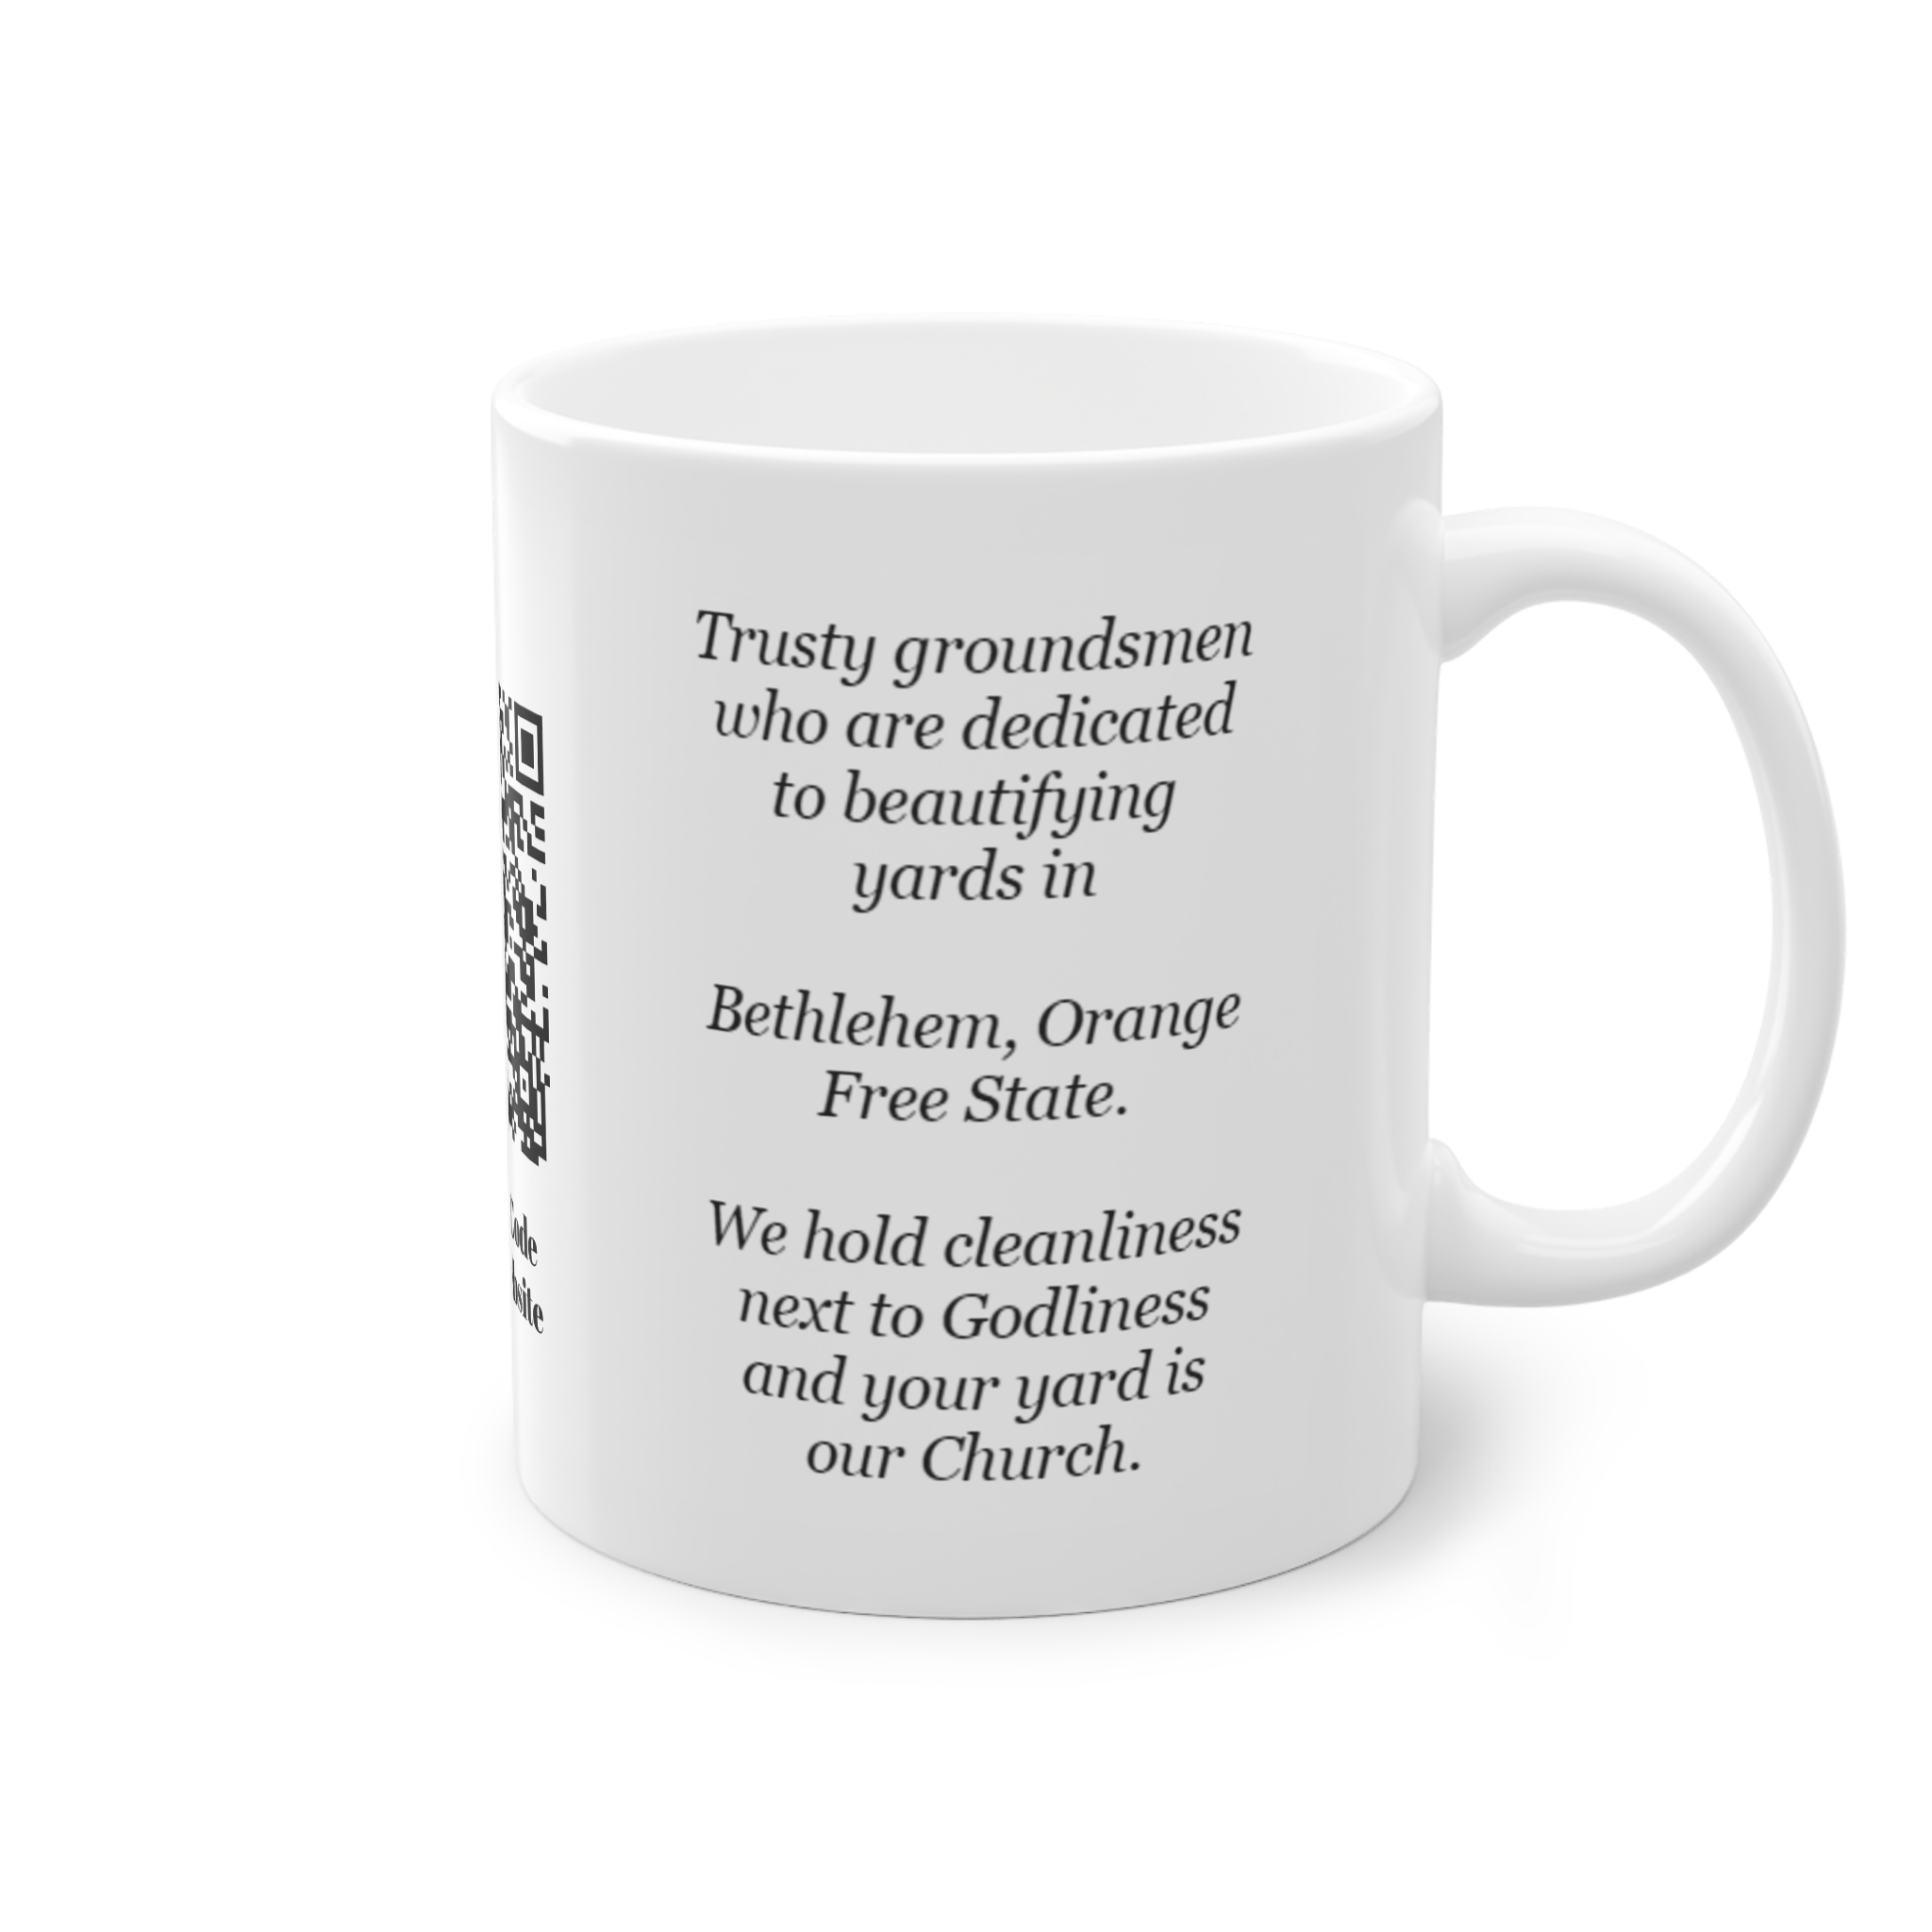 Trusty groundsmen
who are dedicated
to beautifying
yards in
Bethlehem, Orange
Free State.
We hold cleanliness
next to Godliness
and your yard is
our Church.